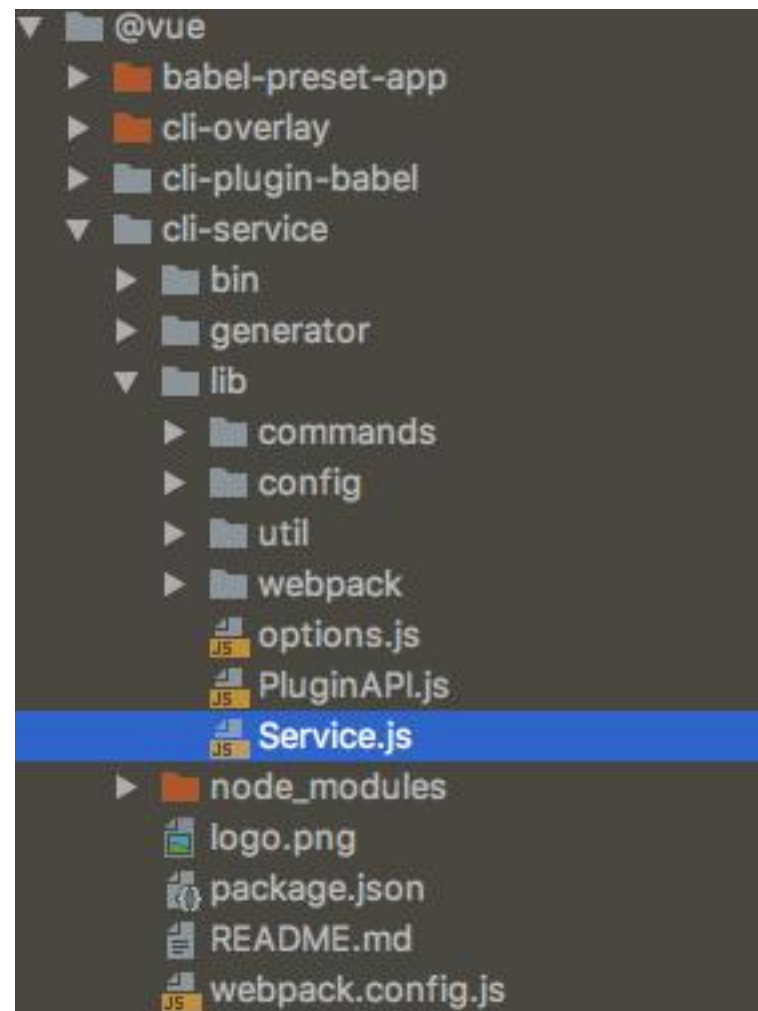 @vue
babel-preset-app
cli-overlay
cli-plugin-babel
cli-service
bin
generator
lib
commands
config
util
webpack
options.js
PluginAPI.js
Service.js
node_modules
logo.png
package.json
README.md
webpack.config.js